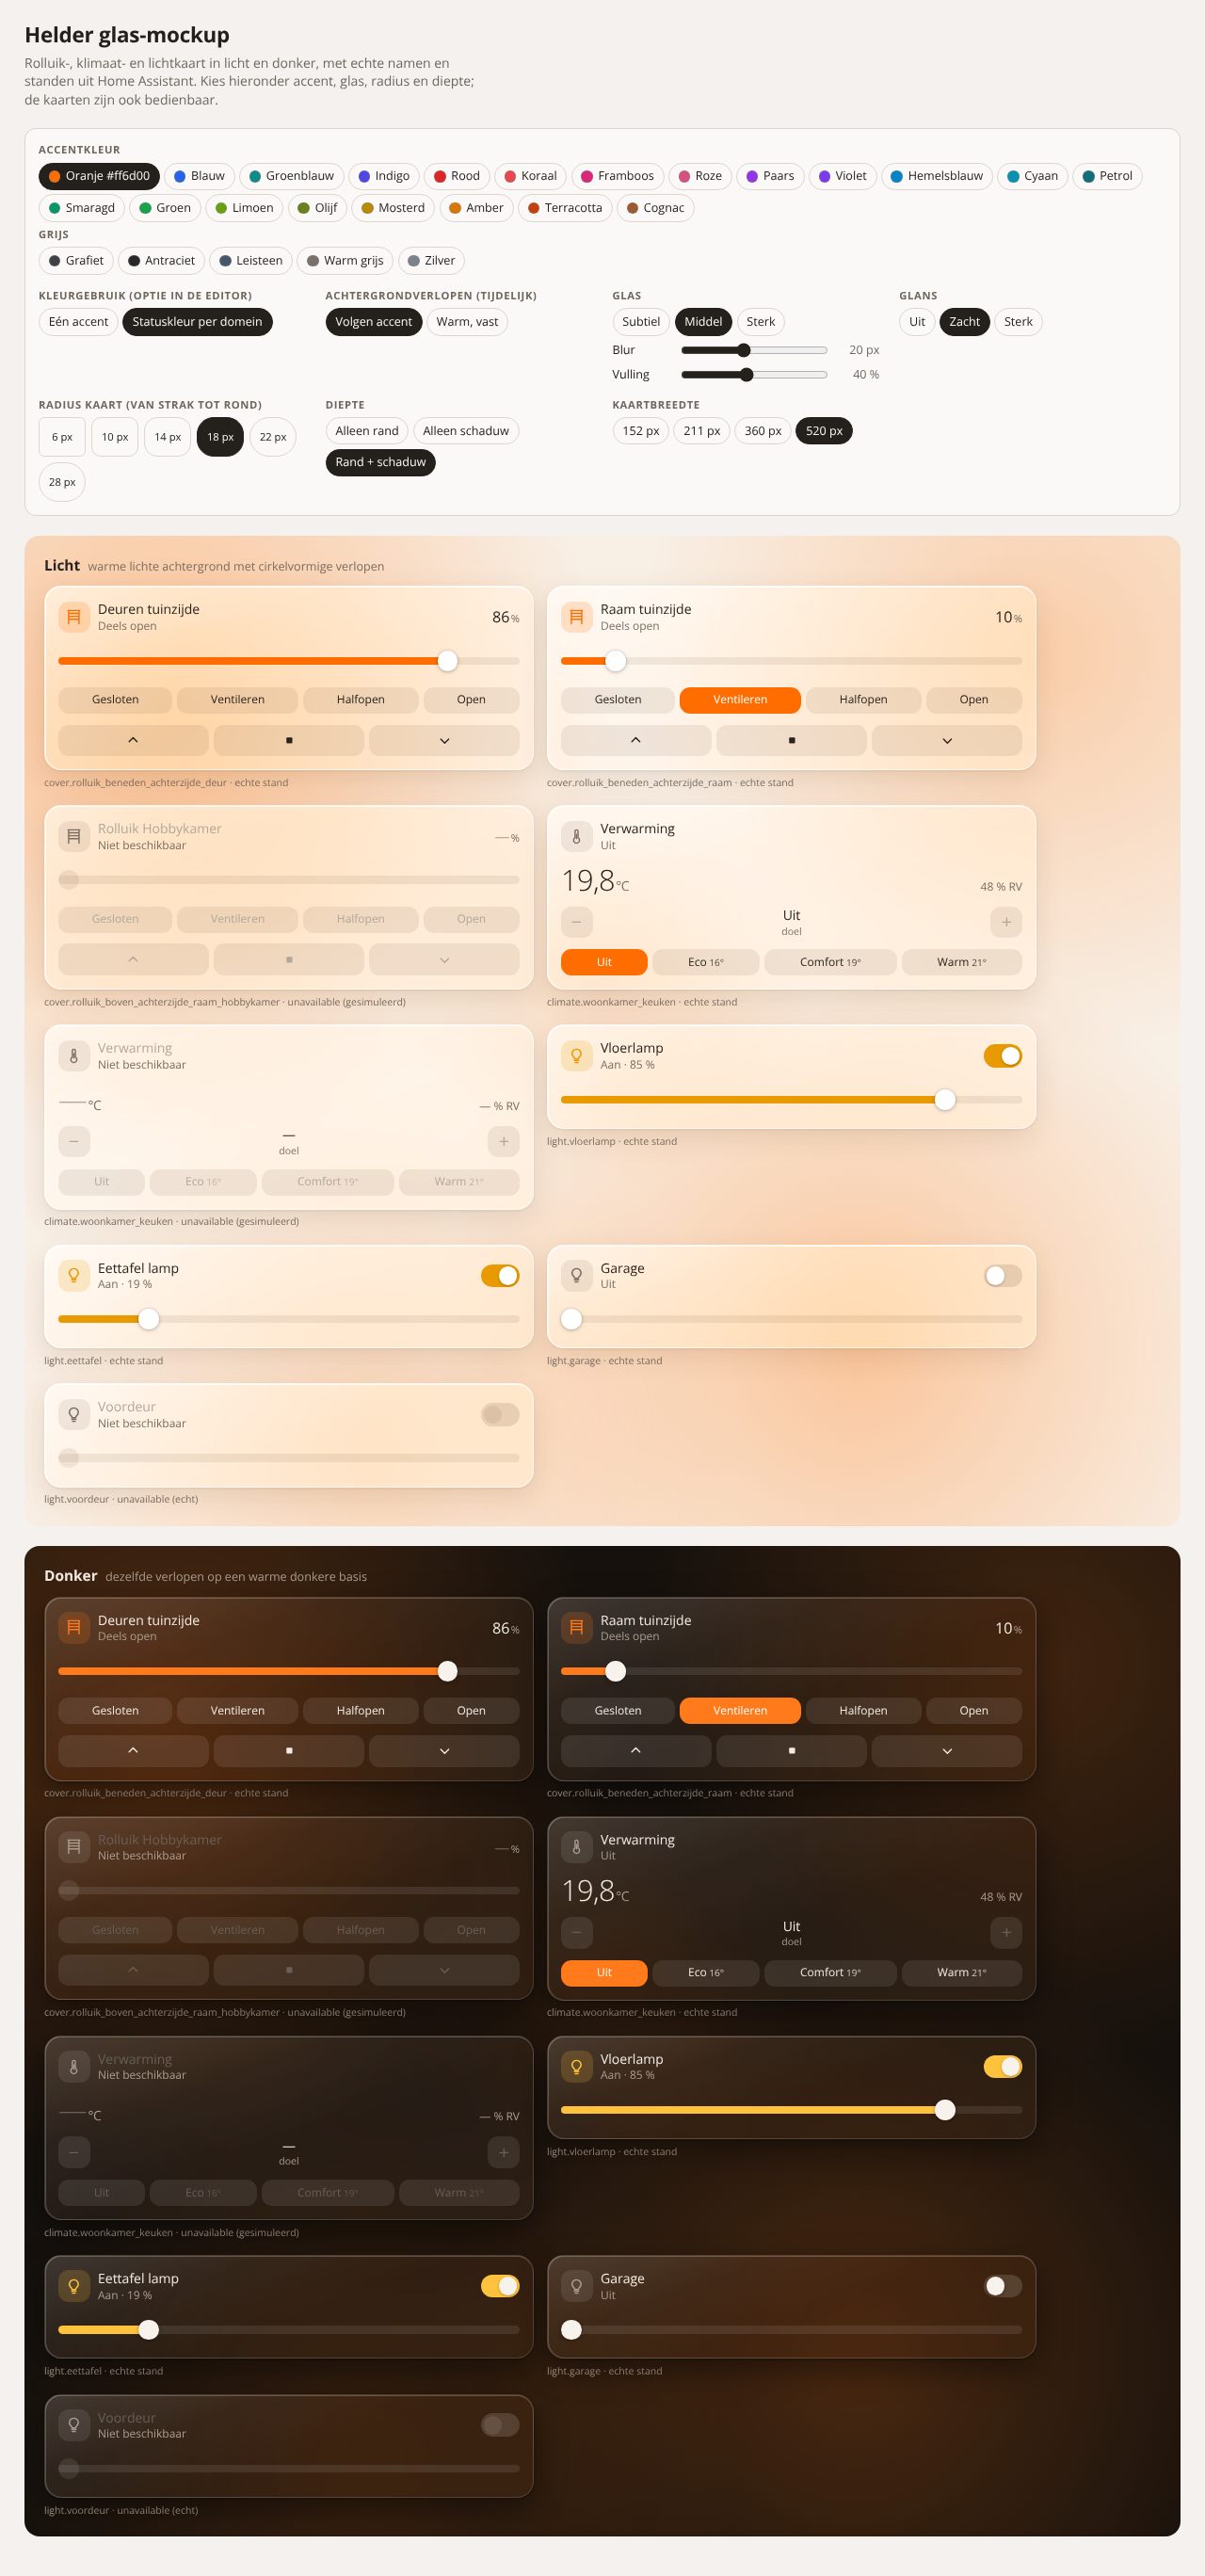 Helder glas-mockup
Rolluik-, klimaat- en lichtkaart in licht en donker, met echte namen en
standen uit Home Assistant. Kies hieronder accent, glas, radius en diepte;
de kaarten zijn ook bedienbaar.
ACCENTKLEUR
Oranje #ff6d00 Blauw Groenblauw Indigo Rood Koraal Framboos Roze Paars Violet Hemelsblauw Cyaan Petrol
Smaragd Groen Limoen Olijf Mosterd Amber Terracotta Cognac
GRIJS
Grafiet Antraciet Leisteen Warm grijs Zilver
KLEURGEBRUIK (OPTIE IN DE EDITOR) ACHTERGRONDVERLOPEN (TIJDELIJK) GLAS GLANS
Eén accent Statuskleur per domein Volgen accent Warm, vast Subtiel Middel Sterk Uit Zacht Sterk
Blur 20 px
Vulling 40 %
RADIUS KAART (VAN STRAK TOT ROND) DIEPTE KAARTBREEDTE
6 px 10 px 14 px 18 px 22 px Alleen rand Alleen schaduw 152 px 211 px 360 px 520 px
Rand + schaduw
28 px
Licht warme lichte achtergrond met cirkelvormige verlopen
Deuren tuinzijde
Deels open
86%
Gesloten Ventileren Halfopen Open
cover.rolluik_beneden_achterzijde_deur · echte stand
Raam tuinzijde
Deels open
10%
Gesloten Ventileren Halfopen Open
cover.rolluik_beneden_achterzijde_raam · echte stand
Rolluik Hobbykamer
Niet beschikbaar
—%
Gesloten Ventileren Halfopen Open
cover.rolluik_boven_achterzijde_raam_hobbykamer · unavailable (gesimuleerd)
Verwarming
Uit
19,8°C
48 % RV
− Uit +
doel
Uit Eco 16° Comfort 19° Warm 21°
climate.woonkamer_keuken · echte stand
Verwarming
Niet beschikbaar
—°C
— % RV
− — +
doel
Uit Eco 16° Comfort 19° Warm 21°
climate.woonkamer_keuken · unavailable (gesimuleerd)
Vloerlamp
Aan · 85 %
light.vloerlamp · echte stand
Eettafel lamp
Aan · 19 %
light.eettafel · echte stand
Garage
Uit
light.garage · echte stand
Voordeur
Niet beschikbaar
light.voordeur · unavailable (echt)
Donker dezelfde verlopen op een warme donkere basis
Deuren tuinzijde
Deels open
86%
Gesloten Ventileren Halfopen Open
cover.rolluik_beneden_achterzijde_deur · echte stand
Raam tuinzijde
Deels open
10%
Gesloten Ventileren Halfopen Open
cover.rolluik_beneden_achterzijde_raam · echte stand
Rolluik Hobbykamer
Niet beschikbaar
—%
Gesloten Ventileren Halfopen Open
cover.rolluik_boven_achterzijde_raam_hobbykamer · unavailable (gesimuleerd)
Verwarming
Uit
19,8°C
48 % RV
− Uit +
doel
Uit Eco 16° Comfort 19° Warm 21°
climate.woonkamer_keuken · echte stand
Verwarming
Niet beschikbaar
—°C
— % RV
− — +
doel
Uit Eco 16° Comfort 19° Warm 21°
climate.woonkamer_keuken · unavailable (gesimuleerd)
Vloerlamp
Aan · 85 %
light.vloerlamp · echte stand
Eettafel lamp
Aan · 19 %
light.eettafel · echte stand
Garage
Uit
light.garage · echte stand
Voordeur
Niet beschikbaar
light.voordeur · unavailable (echt)